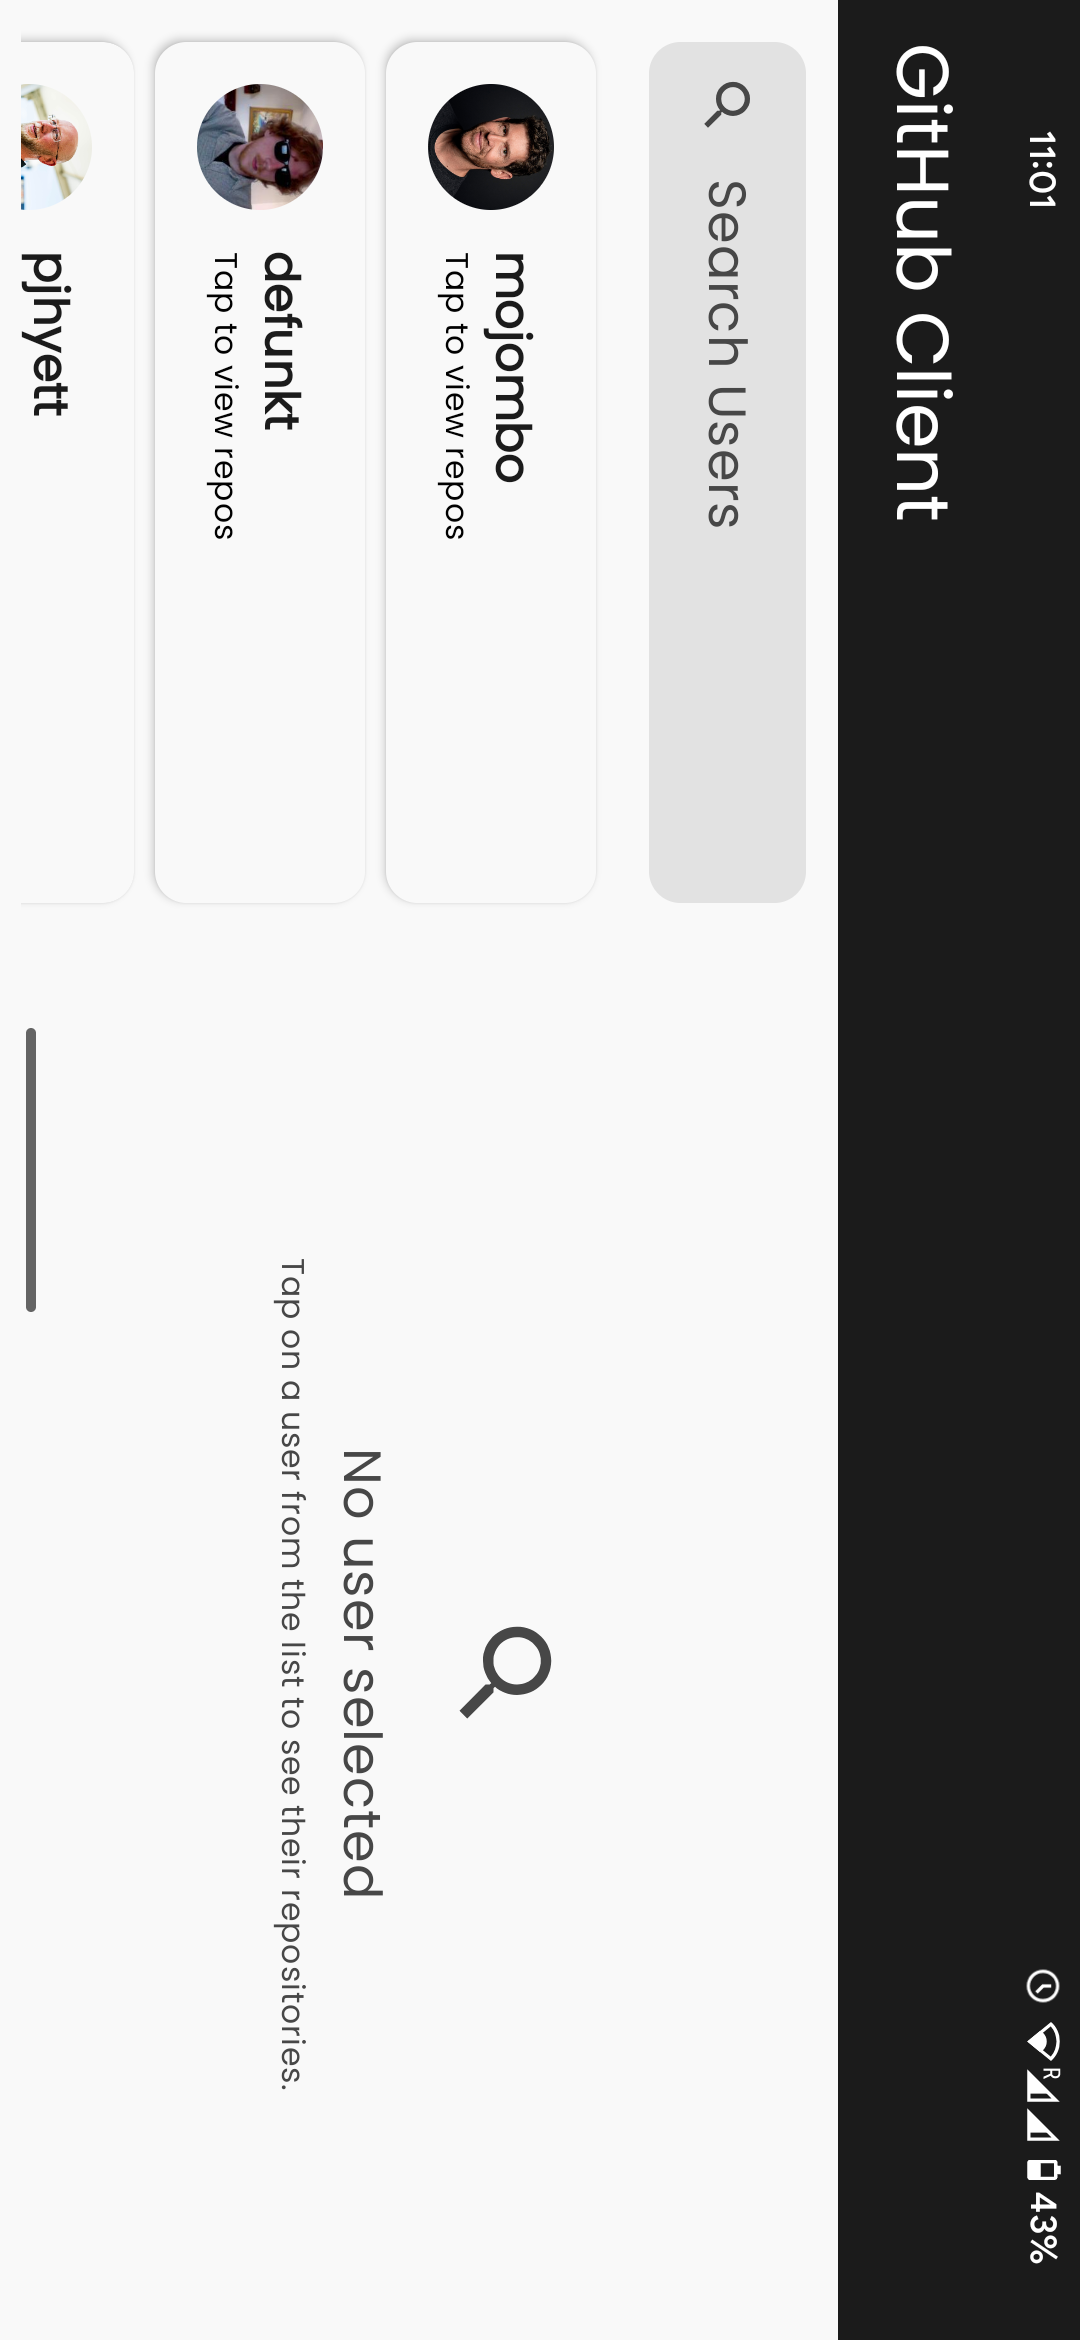 11:01
R
43%
GitHub Client
Search Users
mojombo
Tap to view repos
defunkt
Tap to view repos
pjhyett
No user selected
Tap on a user from the list to see their repositories.